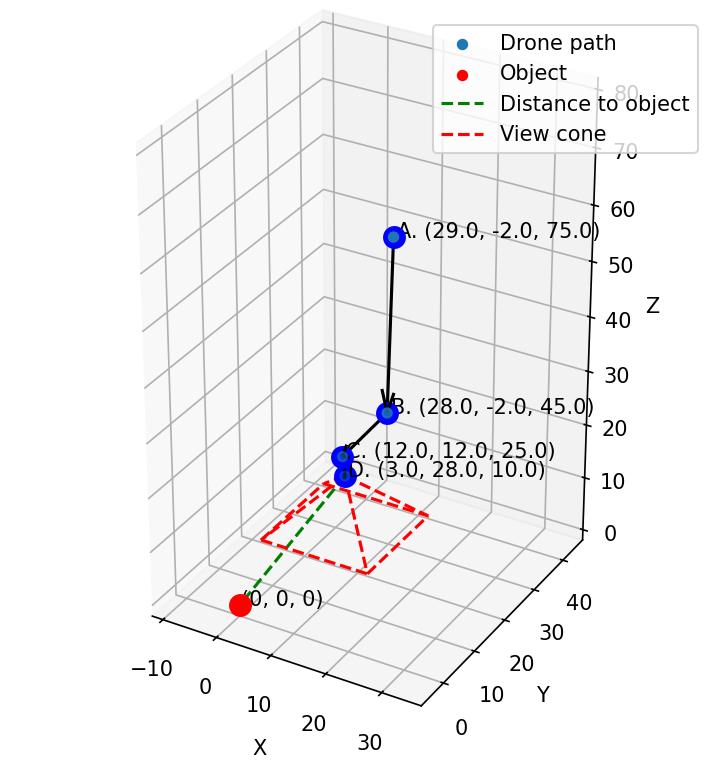 Drone path
Object
Distance to object
View cone
80
70
60
50
40
30
20
10
0
Z
A. (29.0, -2.0, 75.0)
B. (28.0, -2.0, 45.0)
C. (12.0, 12.0, 25.0)
D. (3.0, 28.0, 10.0)
(0, 0, 0)
−10
0
10
20
30
X
0
10
20
30
40
Y